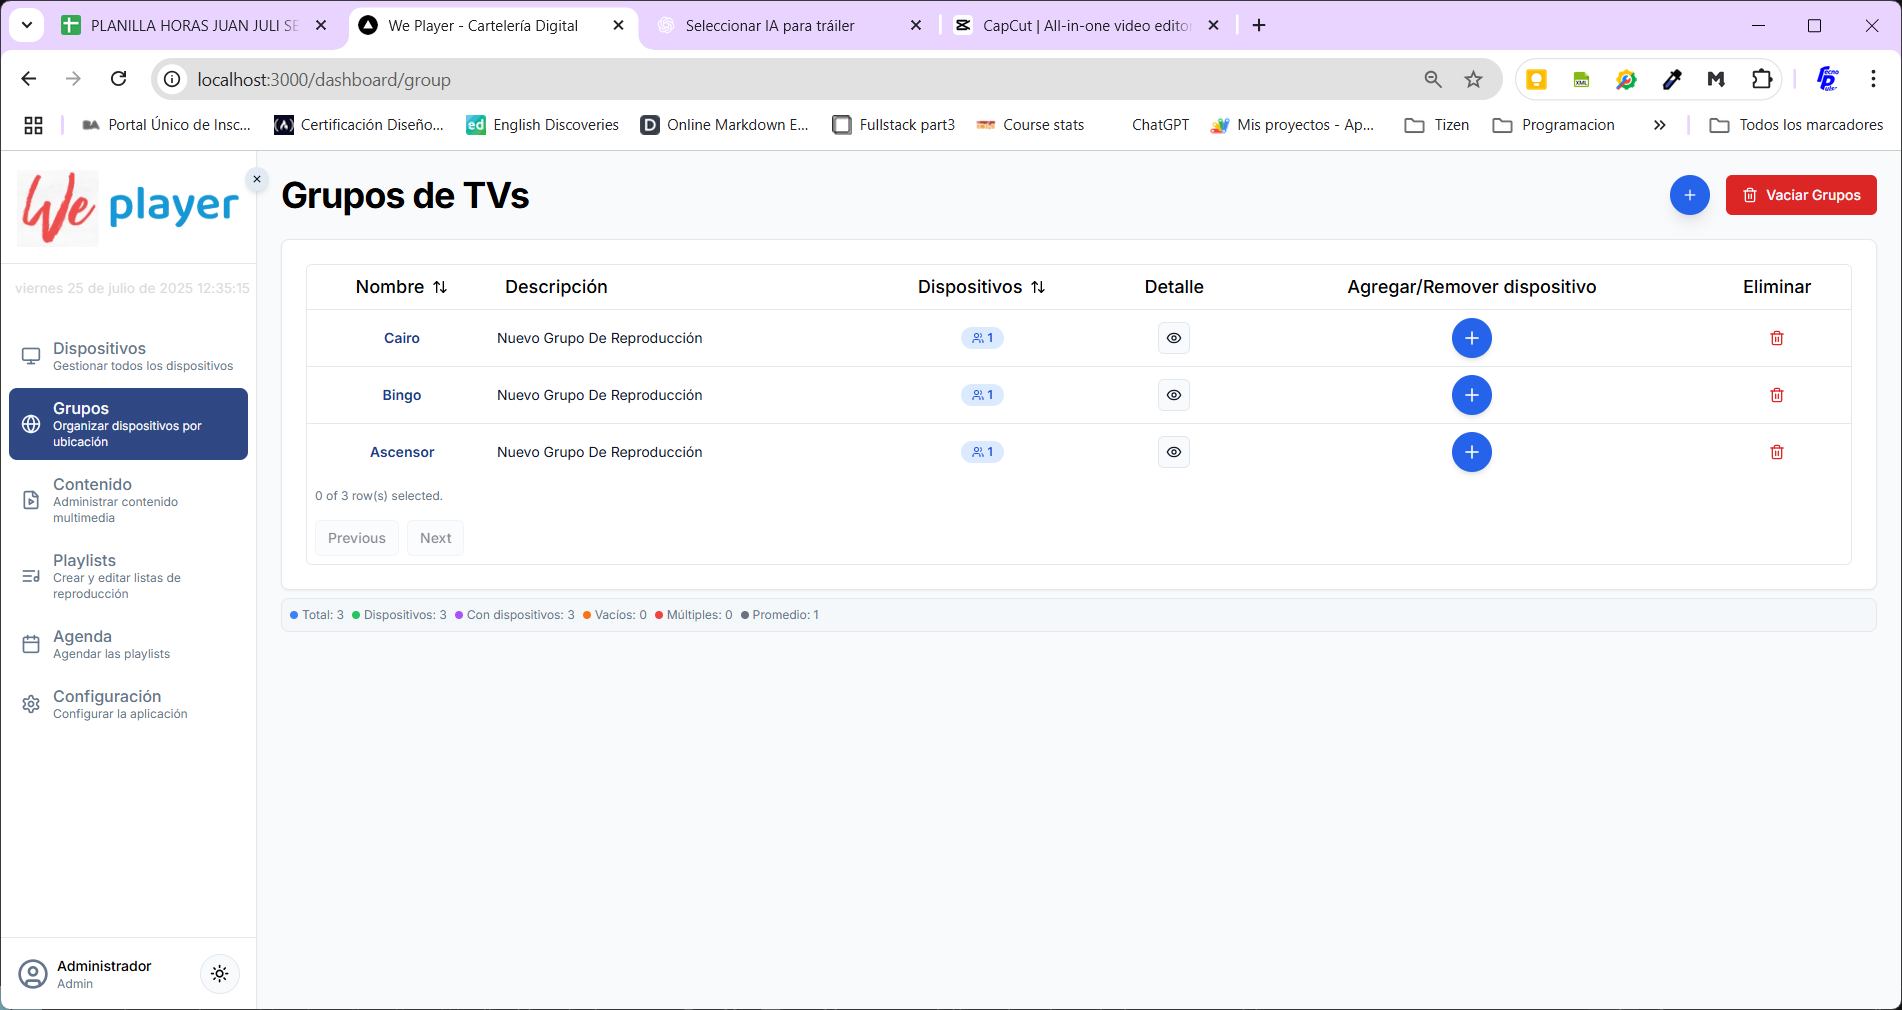 PLANILLA HORAS JUAN JULI SE
We Player - Cartelería Digital
Seleccionar IA para tráiler
CapCut | All-in-one video edito
localhost:3000/dashboard/group
Portal Único de Insc...
Certificación Diseño...
English Discoveries
Online Markdown E...
Fullstack part3
Course stats
ChatGPT
Mis proyectos - Ap...
Tizen
Programacion
Todos los marcadores
We player
viernes 25 de julio de 2025 12:35:15
Dispositivos
Gestionar todos los dispositivos
Grupos
Organizar dispositivos por
ubicación
Contenido
Administrar contenido
multimedia
Playlists
Crear y editar listas de
reproducción
Agenda
Agendar las playlists
Configuración
Configurar la aplicación
Administrador
Admin
Grupos de TVs
Vaciar Grupos
Nombre Descripción Dispositivos Detalle Agregar/Remover dispositivo Eliminar
Cairo Nuevo Grupo De Reproducción 1
Bingo Nuevo Grupo De Reproducción 1
Ascensor Nuevo Grupo De Reproducción 1
0 of 3 row(s) selected.
Previous Next
Total: 3 Dispositivos: 3 Con dispositivos: 3 Vacíos: 0 Múltiples: 0 Promedio: 1